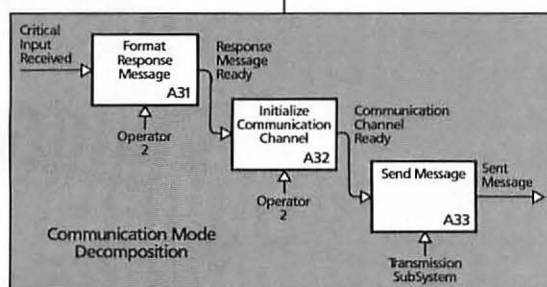 Critical
Input
Received
Format
Response
Message
A31
Response
Message
Ready
Operator
2
Initialize
Communication
Channel
A32
Communication
Channel
Ready
Operator
2
Send Message
A33
Sent
Message
Transmission
SubSystem
Communication Mode
Decomposition